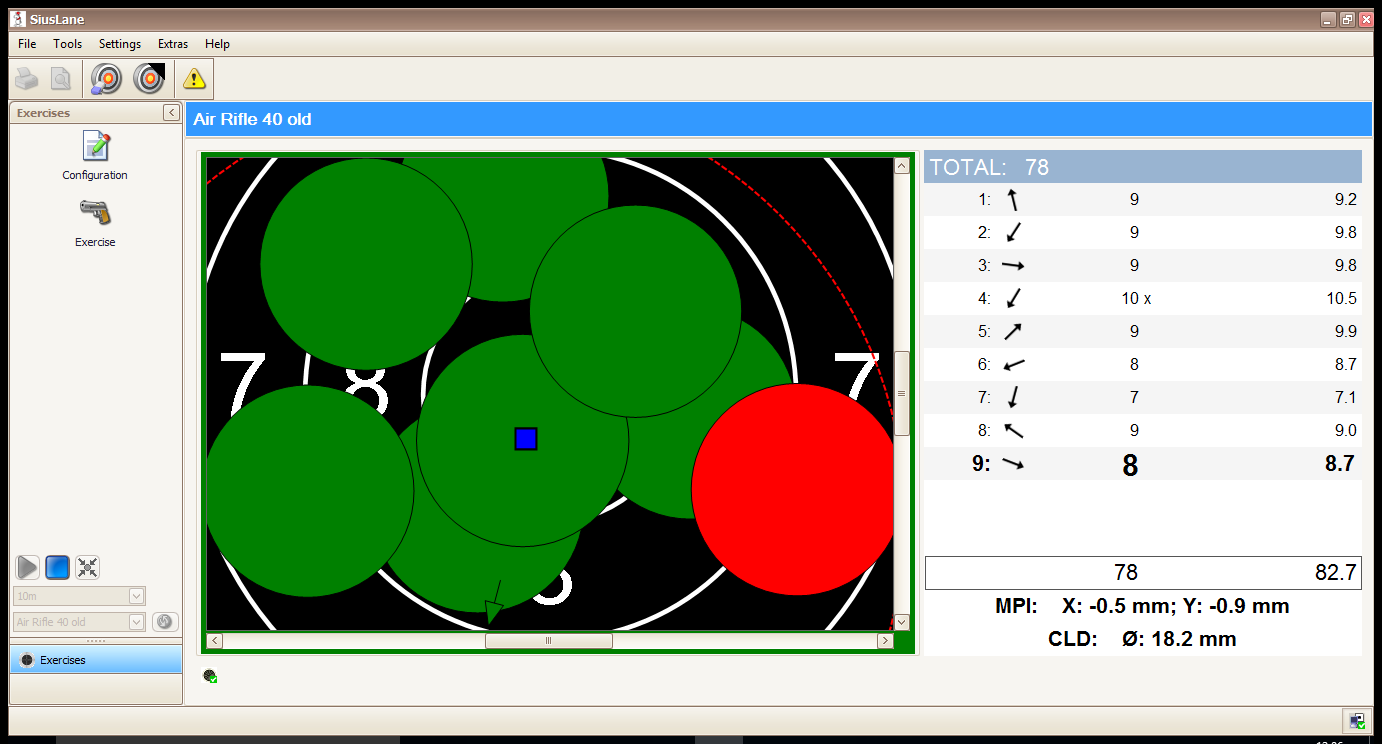 SiusLane
File Tools Settings Extras Help
Exercises
Configuration
Exercise
10m
Air Rifle 40 old
Exercises
Air Rifle 40 old
7 8 7
TOTAL: 78
1: 9 9.2
2: 9 9.8
3: 9 9.8
4: 10 x 10.5
5: 9 9.9
6: 8 8.7
7: 7 7.1
8: 9 9.0
9: 8 8.7
78 82.7
MPI: X: -0.5 mm; Y: -0.9 mm
CLD: Ø: 18.2 mm